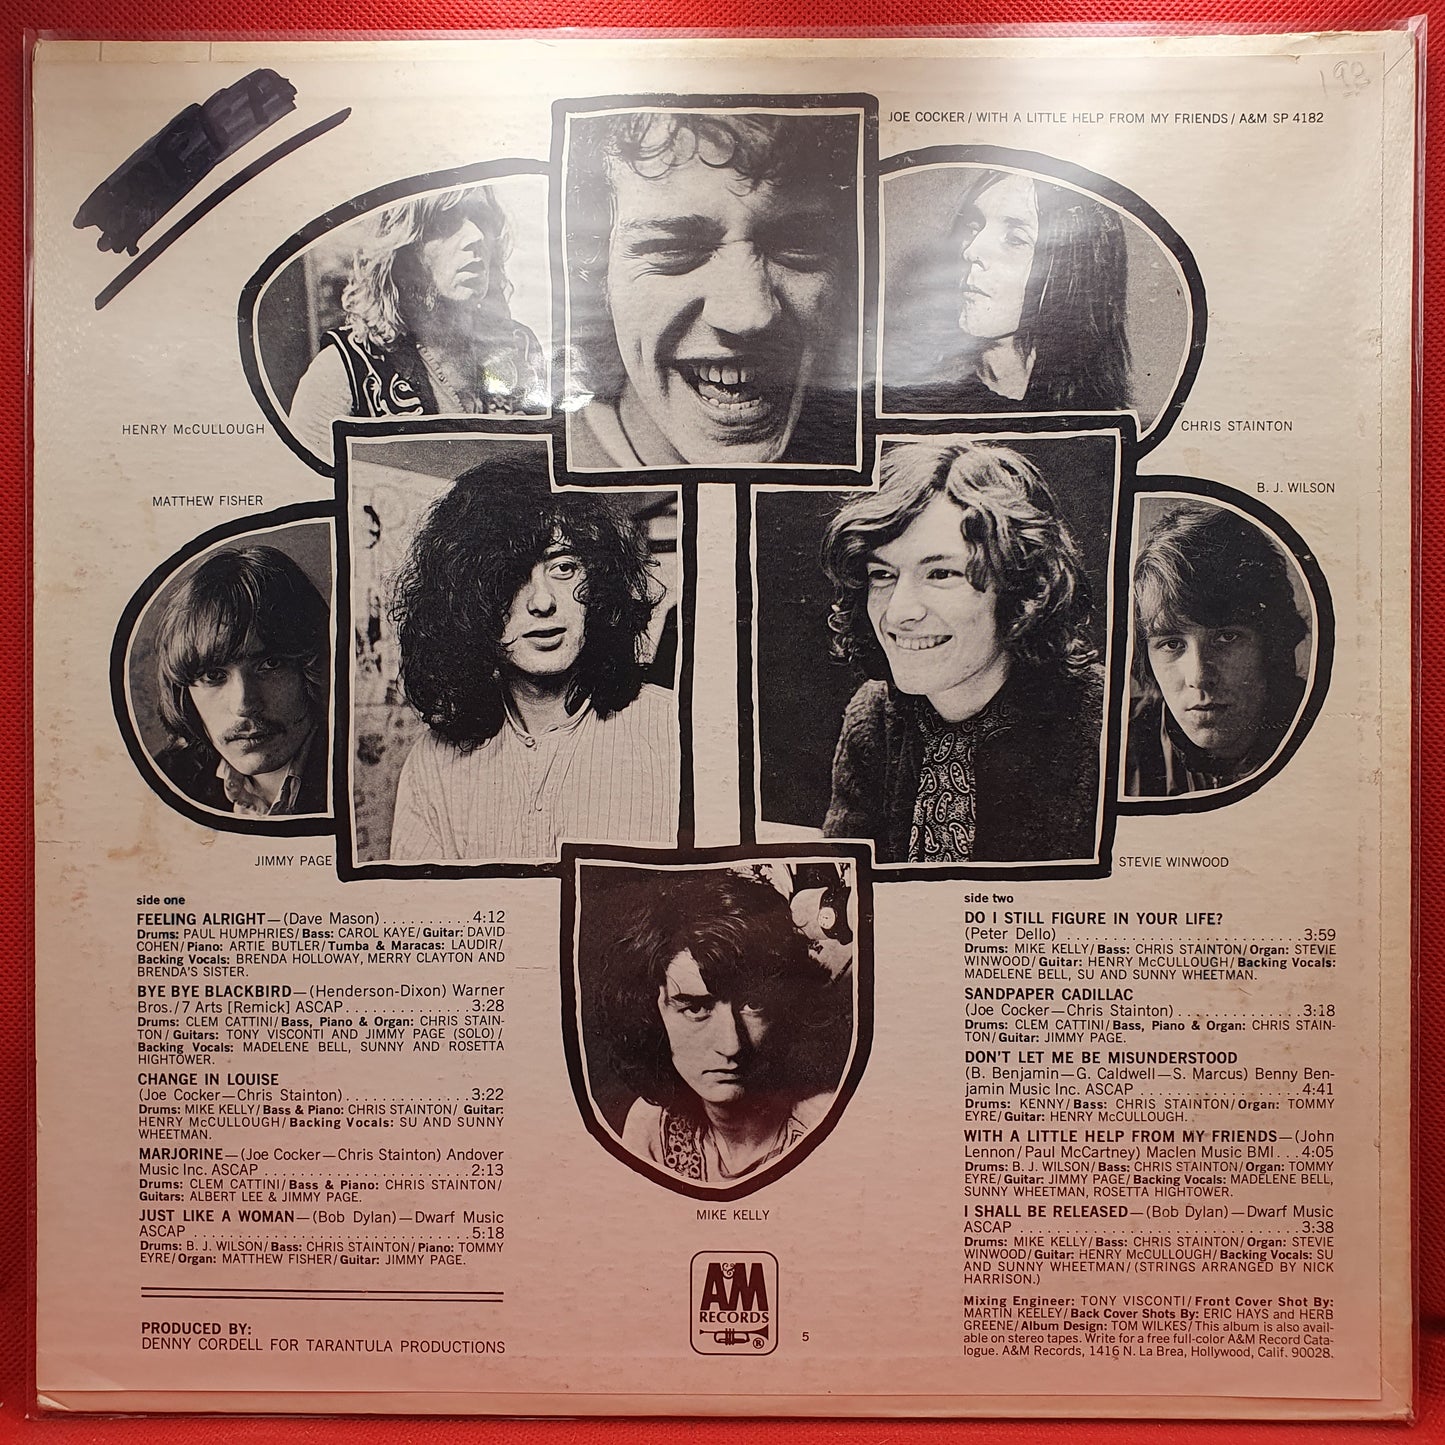 198
JOE COCKER / WITH A LITTLE HELP FROM MY FRIENDS / A&M SP 4182
HENRY McCULLOUGH
CHRIS STAINTON
MATTHEW FISHER
B. J. WILSON
JIMMY PAGE
STEVIE WINWOOD
MIKE KELLY
side one
FEELING ALRIGHT—(Dave Mason)..........4:12
Drums: PAUL HUMPHRIES/Bass: CAROL KAYE/Guitar: DAVID
COHEN/Piano: ARTIE BUTLER/Tumba & Maracas: LAUDIR/
Backing Vocals: BRENDA HOLLOWAY, MERRY CLAYTON AND
BRENDA'S SISTER.
BYE BYE BLACKBIRD—(Henderson-Dixon) Warner
Bros./7 Arts [Remick] ASCAP..............3:28
Drums: CLEM CATTINI/Bass, Piano & Organ: CHRIS STAIN-
TON/Guitars: TONY VISCONTI AND JIMMY PAGE (SOLO)/
Backing Vocals: MADELENE BELL, SUNNY AND ROSETTA
HIGHTOWER.
CHANGE IN LOUISE
(Joe Cocker—Chris Stainton)..............3:22
Drums: MIKE KELLY/Bass & Piano: CHRIS STAINTON/ Guitar:
HENRY McCULLOUGH/Backing Vocals: SU AND SUNNY
WHEETMAN.
MARJORINE—(Joe Cocker—Chris Stainton) Andover
Music Inc. ASCAP.......................2:13
Drums: CLEM CATTINI/Bass & Piano: CHRIS STAINTON/
Guitars: ALBERT LEE & JIMMY PAGE.
JUST LIKE A WOMAN—(Bob Dylan)—Dwarf Music
ASCAP................................5:18
Drums: B. J. WILSON/Bass: CHRIS STAINTON/Piano: TOMMY
EYRE/Organ: MATTHEW FISHER/Guitar: JIMMY PAGE.
PRODUCED BY:
DENNY CORDELL FOR TARANTULA PRODUCTIONS
A&M
RECORDS
®
5
side two
DO I STILL FIGURE IN YOUR LIFE?
(Peter Dello)............................3:59
Drums: MIKE KELLY/Bass: CHRIS STAINTON/Organ: STEVIE
WINWOOD/Guitar: HENRY McCULLOUGH/Backing Vocals:
MADELENE BELL, SU AND SUNNY WHEETMAN.
SANDPAPER CADILLAC
(Joe Cocker—Chris Stainton)..............3:18
Drums: CLEM CATTINI/Bass, Piano & Organ: CHRIS STAIN-
TON/Guitar: JIMMY PAGE.
DON'T LET ME BE MISUNDERSTOOD
(B. Benjamin—G. Caldwell—S. Marcus) Benny Ben-
jamin Music Inc. ASCAP..................4:41
Drums: KENNY/Bass: CHRIS STAINTON/Organ: TOMMY
EYRE/Guitar: HENRY McCULLOUGH.
WITH A LITTLE HELP FROM MY FRIENDS—(John
Lennon/Paul McCartney) Maclen Music BMI...4:05
Drums: B. J. WILSON/Bass: CHRIS STAINTON/Organ: TOMMY
EYRE/Guitar: JIMMY PAGE/Backing Vocals: MADELENE BELL,
SUNNY WHEETMAN, ROSETTA HIGHTOWER.
I SHALL BE RELEASED—(Bob Dylan)—Dwarf Music
ASCAP................................3:38
Drums: MIKE KELLY/Bass: CHRIS STAINTON/Organ: STEVIE
WINWOOD/Guitar: HENRY McCULLOUGH/Backing Vocals: SU
AND SUNNY WHEETMAN/(STRINGS ARRANGED BY NICK
HARRISON.)
Mixing Engineer: TONY VISCONTI/Front Cover Shot By:
MARTIN KEELEY/Back Cover Shots By: ERIC HAYS and HERB
GREENE/Album Design: TOM WILKES/This album is also avail-
able on stereo tapes. Write for a free full-color A&M Record Cata-
logue. A&M Records, 1416 N. La Brea, Hollywood, Calif. 90028.